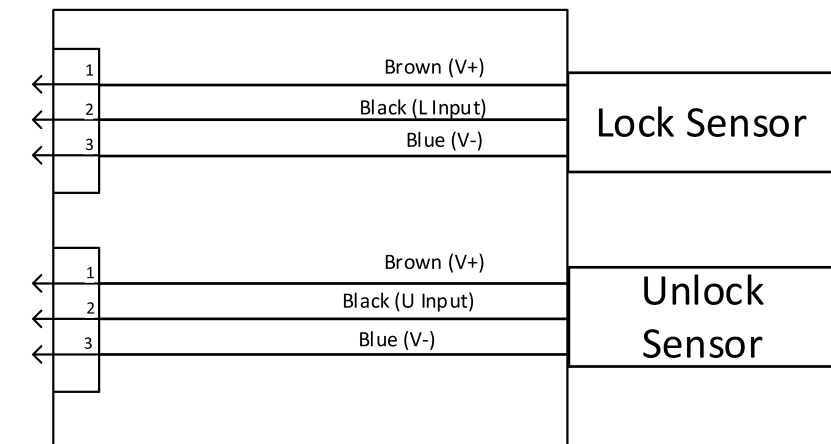 1 Brown (V+)
2 Black (L Input)
3 Blue (V-)
Lock Sensor
1 Brown (V+)
2 Black (U Input)
3 Blue (V-)
Unlock
Sensor